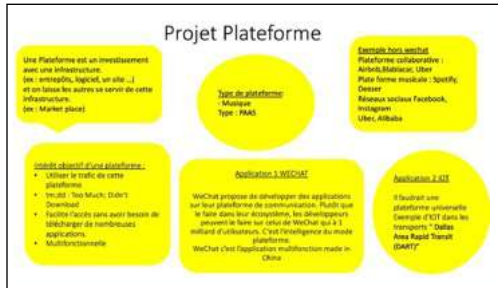 Projet Plateforme
Une Plateforme est un investissement
avec une infrastructure.
(ex : entrepôts, logiciel, un site ...)
et on laisse les autres se servir de cette
infrastructure.
(ex : Market place)
Type de plateforme:
- Musique
Type : PAAS
Exemple hors wechat
Plateforme collaborative :
Airbnb,Blablacar, Uber
Plate forme musicale : Spotify,
Deezer
Réseaux sociaux Facebook,
Instagram
Uber, Alibaba
Intérêt objectif d'une plateforme :
• Utiliser le trafic de cette
plateforme
• tm;dd : Too Much; Didn't
Download
• Facilite l'accès sans avoir besoin de
télécharger de nombreuses
applications.
• Multifonctionnelle
Application 1 WECHAT
WeChat propose de développer des applications
sur leur plateforme de communication. Plutôt que
le faire dans leur écosystème, les développeurs
peuvent le faire sur celui de WeChat qui a 1
milliard d'utilisateurs. C'est l'intelligence du mode
plateforme.
WeChat c'est l'application multifonction made in
China
Application 2 IOT
Il faudrait une
plateforme universelle
Exemple d'IOT dans les
transports " Dallas
Area Rapid Transit
(DART)"